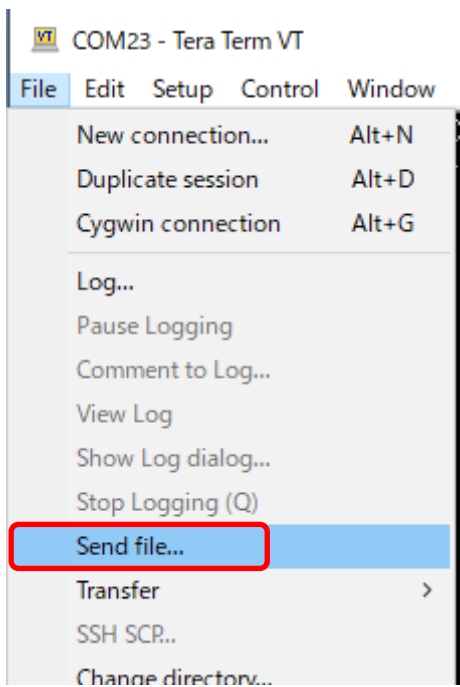 VT COM23 - Tera Term VT
File Edit Setup Control Window
New connection... Alt+N
Duplicate session Alt+D
Cygwin connection Alt+G
Log...
Pause Logging
Comment to Log...
View Log
Show Log dialog...
Stop Logging (Q)
Send file...
Transfer >
SSH SCP...
Change directory...